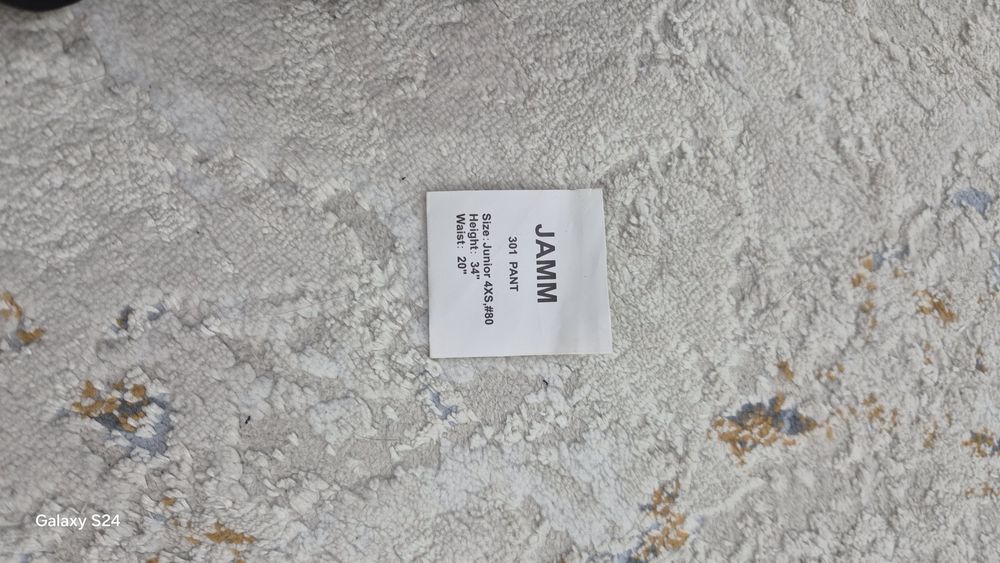 JAMM
301 PANT
Size:Junior 4XS,#80
Height: 34"
Waist: 20"
Galaxy S24